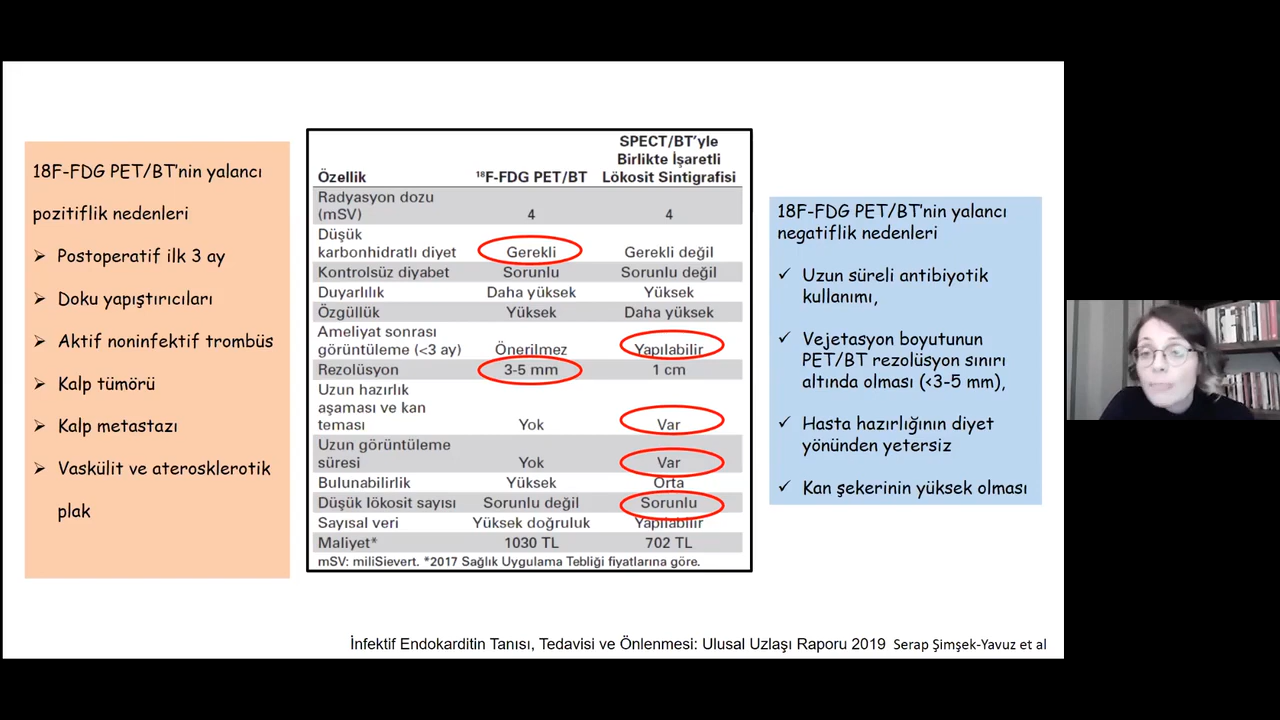 18F-FDG PET/BT'nin yalancı
pozitiflik nedenleri
➢ Postoperatif ilk 3 ay
➢ Doku yapıştırıcıları
➢ Aktif noninfektif trombüs
➢ Kalp tümörü
➢ Kalp metastazı
➢ Vaskülit ve aterosklerotik
plak
SPECT/BT'yle
Birlikte İşaretli
Özellik 18F-FDG PET/BT Lökosit Sintigrafisi
Radyasyon dozu
(mSV) 4 4
Düşük
karbonhidratlı diyet Gerekli Gerekli değil
Kontrolsüz diyabet Sorunlu Sorunlu değil
Duyarlılık Daha yüksek Yüksek
Özgüllük Yüksek Daha yüksek
Ameliyat sonrası
görüntüleme (<3 ay) Önerilmez Yapılabilir
Rezolüsyon 3-5 mm 1 cm
Uzun hazırlık
aşaması ve kan
teması Yok Var
Uzun görüntüleme
süresi Yok Var
Bulunabilirlik Yüksek Orta
Düşük lökosit sayısı Sorunlu değil Sorunlu
Sayısal veri Yüksek doğruluk Yapılabilir
Maliyet* 1030 TL 702 TL
mSV: miliSievert. *2017 Sağlık Uygulama Tebliği fiyatlarına göre.
18F-FDG PET/BT'nin yalancı
negatiflik nedenleri
✓ Uzun süreli antibiyotik
kullanımı,
✓ Vejetasyon boyutunun
PET/BT rezolüsyon sınırı
altında olması (<3-5 mm),
✓ Hasta hazırlığının diyet
yönünden yetersiz
✓ Kan şekerinin yüksek olması
İnfektif Endokarditin Tanısı, Tedavisi ve Önlenmesi: Ulusal Uzlaşı Raporu 2019 Serap Şimşek-Yavuz et al